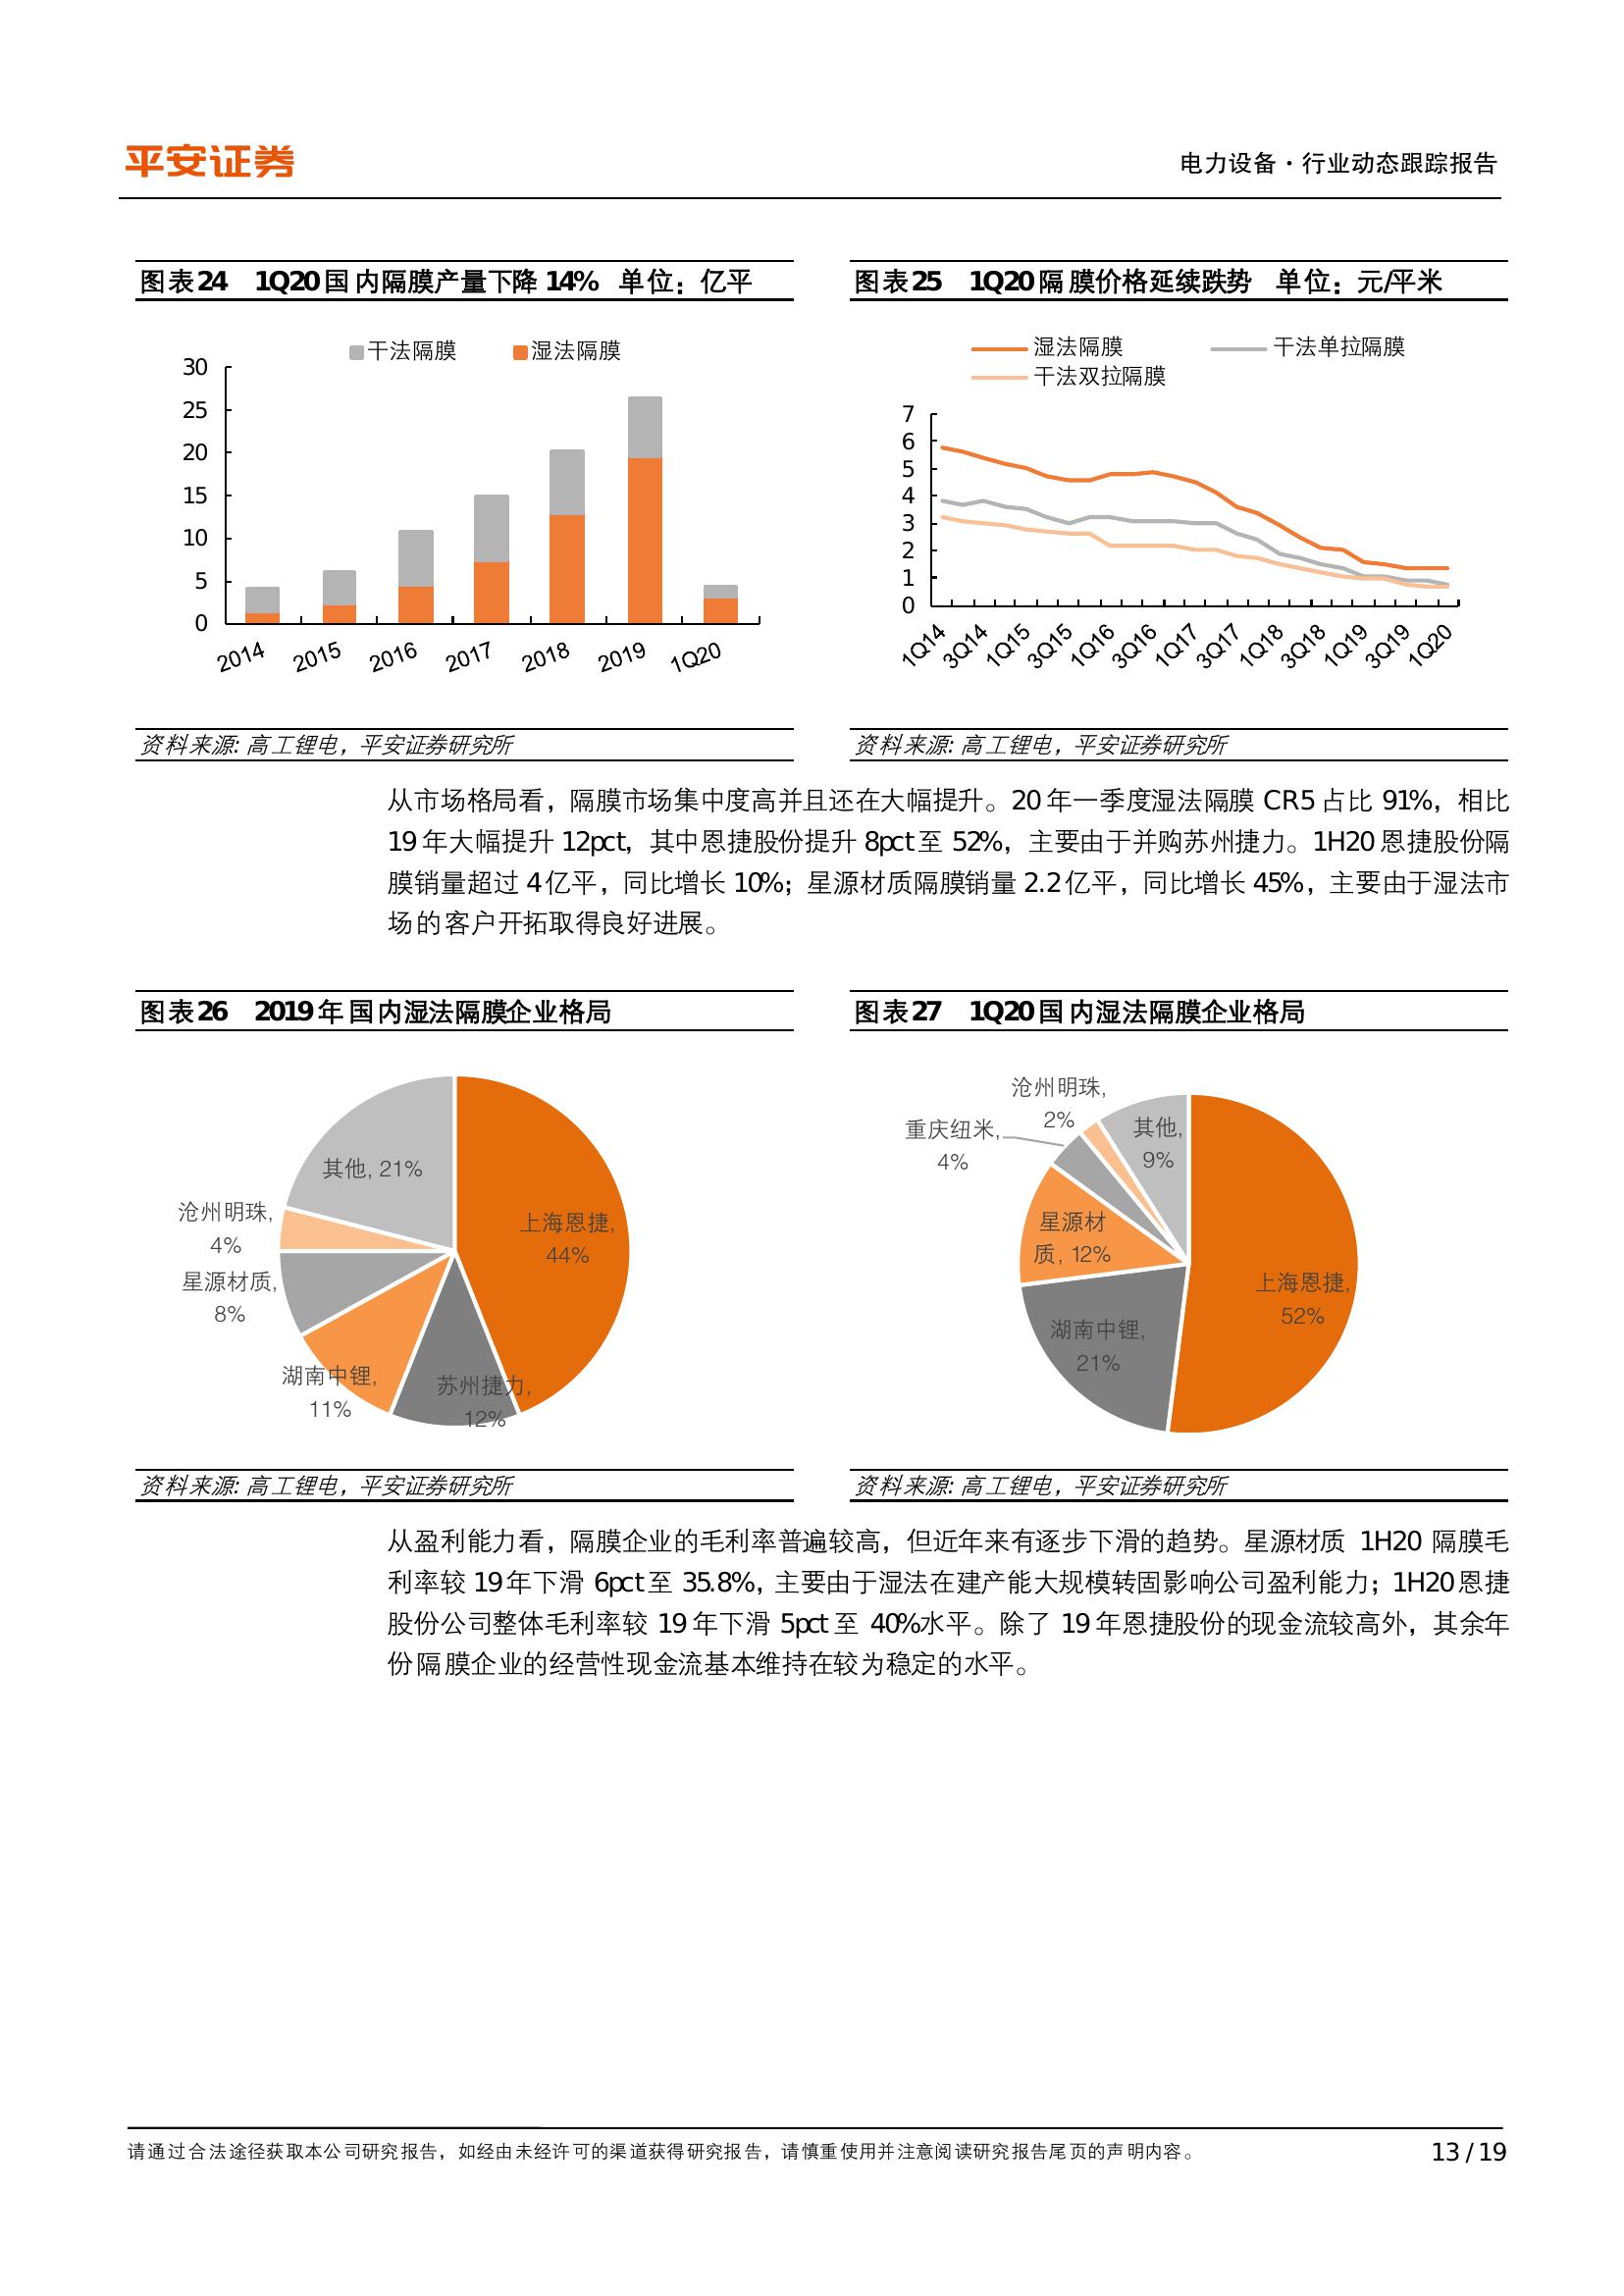 平安证券
电力设备·行业动态跟踪报告
图表24 1Q20国内隔膜产量下降14% 单位：亿平
干法隔膜 湿法隔膜
30
25
20
15
10
5
0
2014 2015 2016 2017 2018 2019 1Q20
资料来源: 高工锂电，平安证券研究所
图表25 1Q20隔膜价格延续跌势 单位：元/平米
湿法隔膜 干法单拉隔膜
干法双拉隔膜
7
6
5
4
3
2
1
0
1Q14 3Q14 1Q15 3Q15 1Q16 3Q16 1Q17 3Q17 1Q18 3Q18 1Q19 3Q19 1Q20
资料来源: 高工锂电，平安证券研究所
从市场格局看，隔膜市场集中度高并且还在大幅提升。20年一季度湿法隔膜 CR5占比 91%，相比
19年大幅提升 12pct，其中恩捷股份提升 8pct至 52%，主要由于并购苏州捷力。1H20恩捷股份隔
膜销量超过 4亿平，同比增长 10%；星源材质隔膜销量 2.2亿平，同比增长 45%，主要由于湿法市
场的客户开拓取得良好进展。
图表26 2019年国内湿法隔膜企业格局
其他, 21%
上海恩捷,
44%
沧州明珠,
4%
星源材质,
8%
湖南中锂,
11%
苏州捷力,
12%
资料来源: 高工锂电，平安证券研究所
图表27 1Q20国内湿法隔膜企业格局
沧州明珠,
2%
重庆纽米,
4%
其他,
9%
星源材
质, 12%
上海恩捷,
52%
湖南中锂,
21%
资料来源: 高工锂电，平安证券研究所
从盈利能力看，隔膜企业的毛利率普遍较高，但近年来有逐步下滑的趋势。星源材质 1H20 隔膜毛
利率较 19年下滑 6pct至 35.8%，主要由于湿法在建产能大规模转固影响公司盈利能力；1H20恩捷
股份公司整体毛利率较 19年下滑 5pct至 40%水平。除了 19年恩捷股份的现金流较高外，其余年
份隔膜企业的经营性现金流基本维持在较为稳定的水平。
请通过合法途径获取本公司研究报告，如经由未经许可的渠道获得研究报告，请慎重使用并注意阅读研究报告尾页的声明内容。
13 / 19